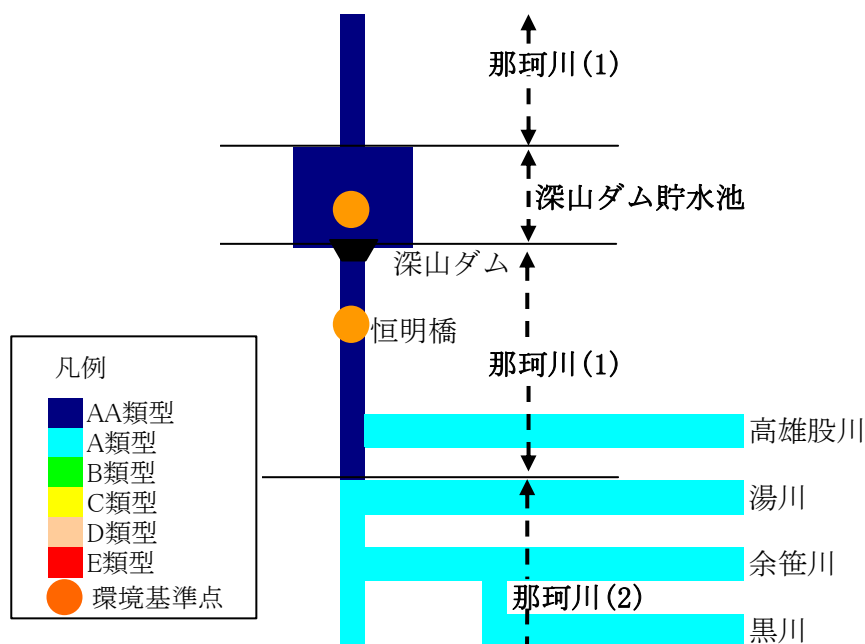 那珂川(1)
深山ダム貯水池
深山ダム
恒明橋
那珂川(1)
高雄股川
湯川
余笹川
那珂川(2)
黒川
凡例
AA類型
A類型
B類型
C類型
D類型
E類型
環境基準点